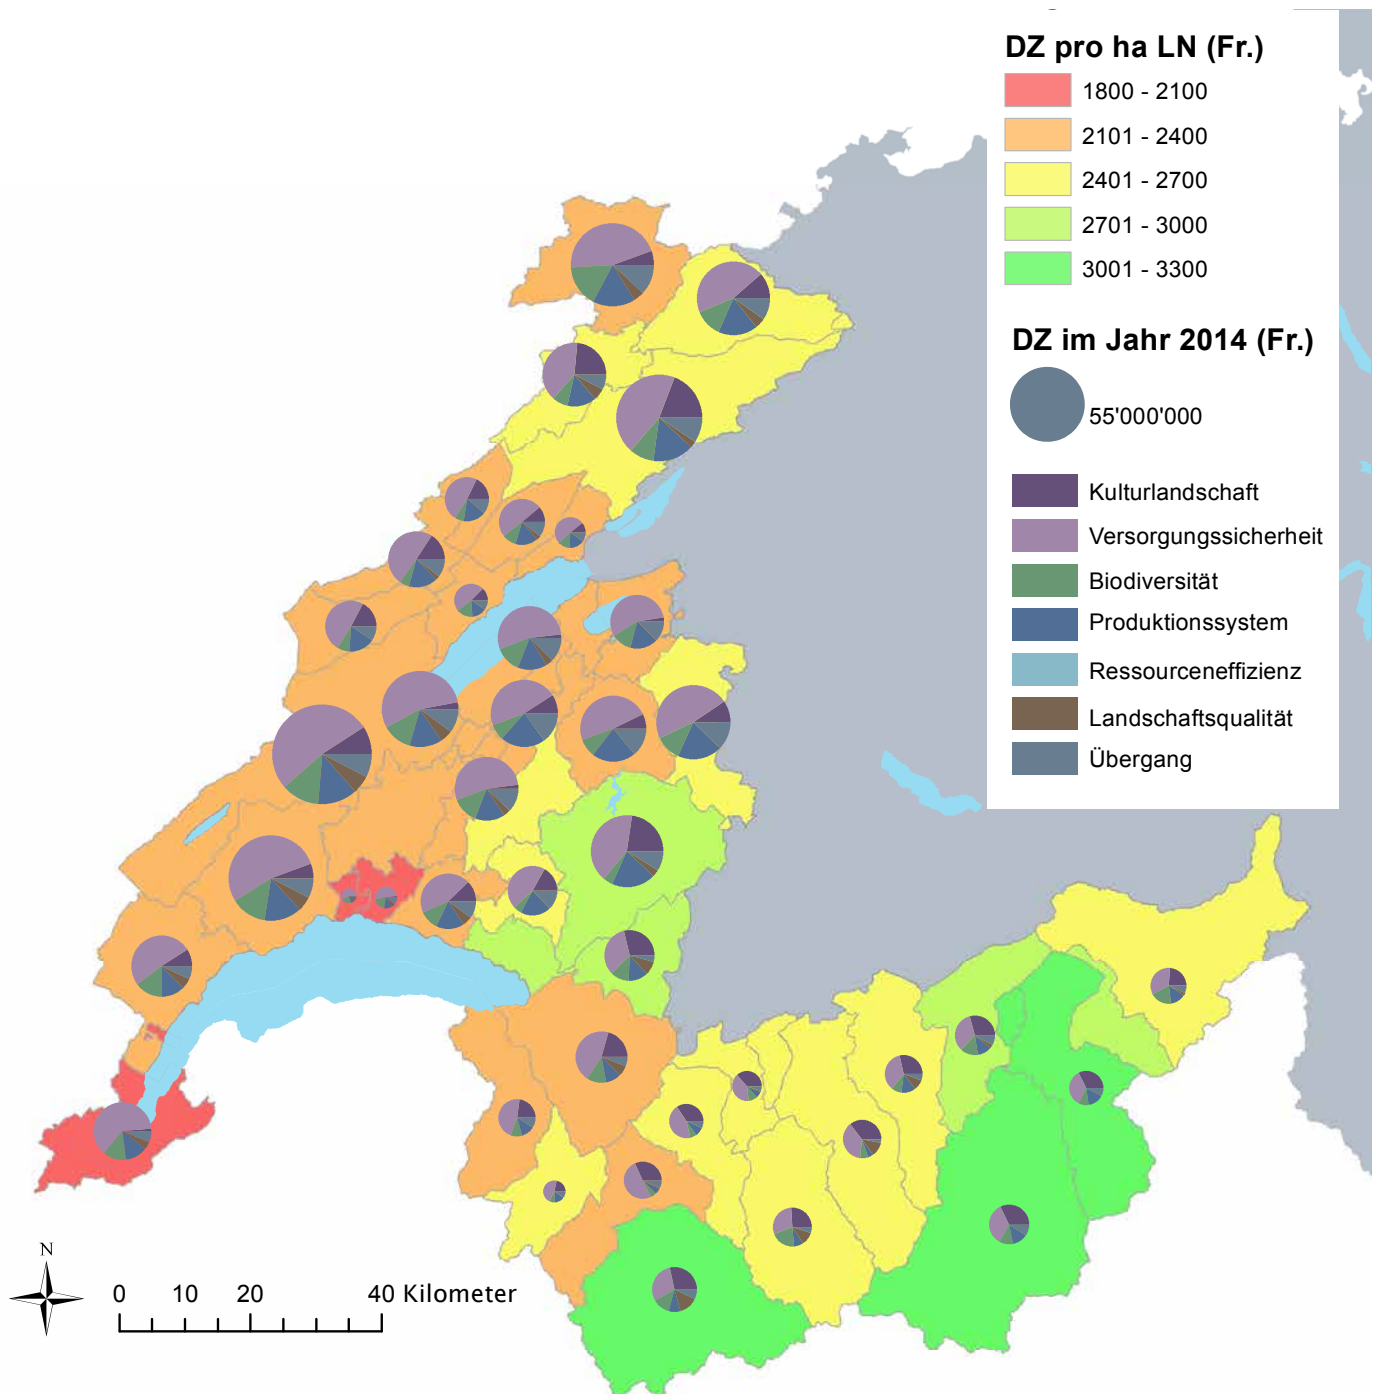 DZ pro ha LN (Fr.)
1800 - 2100
2101 - 2400
2401 - 2700
2701 - 3000
3001 - 3300
DZ im Jahr 2014 (Fr.)
55'000'000
Kulturlandschaft
Versorgungssicherheit
Biodiversität
Produktionssystem
Ressourceneffizienz
Landschaftsqualität
Übergang
N
0 10 20 40 Kilometer